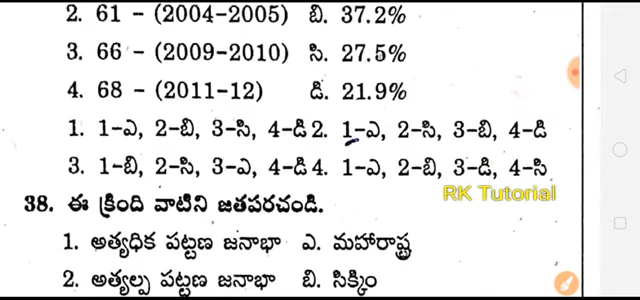 2. 61 – (2004–2005) బి. 37.2%
3. 66 – (2009–2010) సి. 27.5%
4. 68 – (2011–12) డి. 21.9%
1. 1–ఎ, 2–బి, 3–సి, 4–డి 2. 1–ఎ, 2–సి, 3–బి, 4–డి
3. 1–బి, 2–సి, 3–ఎ, 4–డి 4. 1–ఎ, 2–బి, 3–డి, 4–సి
RK Tutorial
38. ఈ క్రింది వాటిని జతపరచండి.
1. అత్యధిక పట్టణ జనాభా ఎ. మహారాష్ట్ర
2. అత్యల్ప పట్టణ జనాభా బి. సిక్కిం